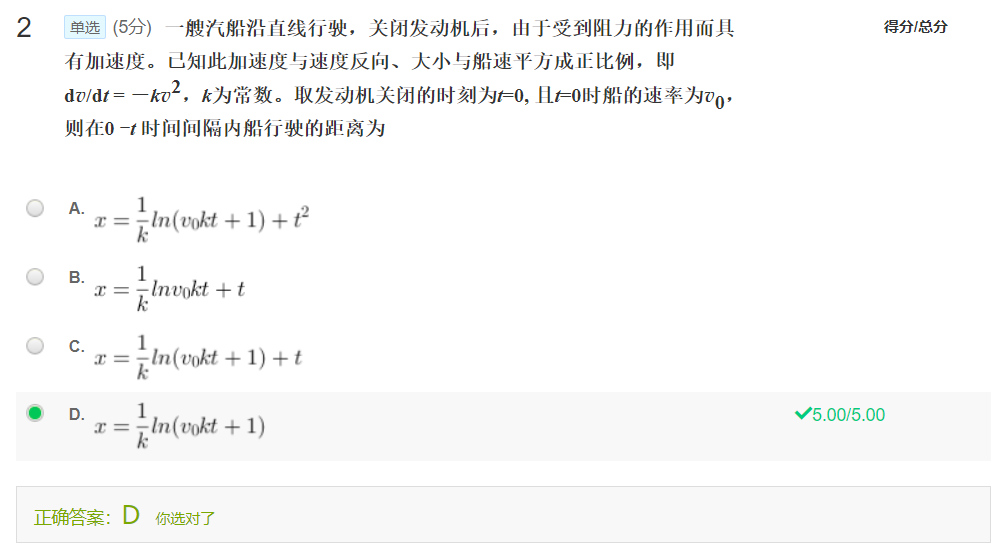 2 单选 (5分) 一艘汽船沿直线行驶，关闭发动机后，由于受到阻力的作用而具 得分/总分
有加速度。已知此加速度与速度反向、大小与船速平方成正比例，即
dv/dt = －kv²，k为常数。取发动机关闭的时刻为t=0, 且t=0时船的速率为v₀，
则在0 –t 时间间隔内船行驶的距离为
A. x = \frac{1}{k}ln(v₀kt + 1) + t²
B. x = \frac{1}{k}lnv₀kt + t
C. x = \frac{1}{k}ln(v₀kt + 1) + t
D. x = \frac{1}{k}ln(v₀kt + 1) ✔5.00/5.00
正确答案：D 你选对了